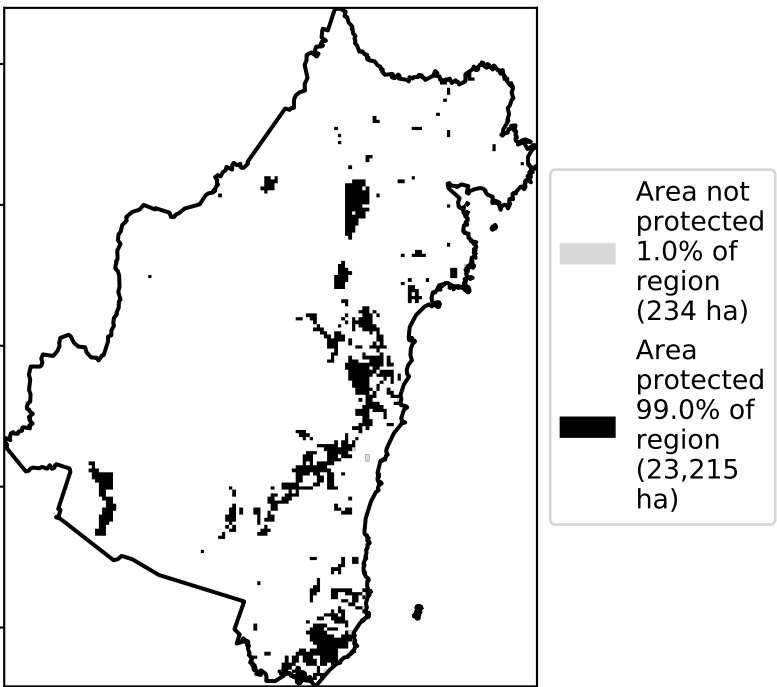 Area not
protected
1.0% of
region
(234 ha)
Area
protected
99.0% of
region
(23,215
ha)